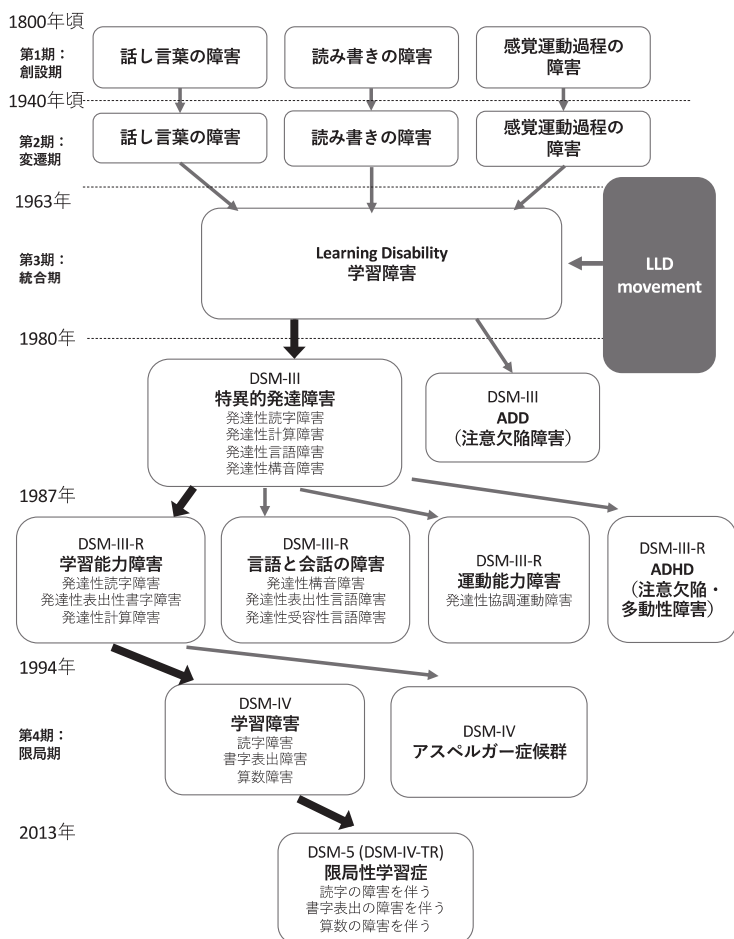 1800年頃
第1期：
創設期
話し言葉の障害
読み書きの障害
感覚運動過程の
障害
1940年頃
第2期：
変遷期
話し言葉の障害
読み書きの障害
感覚運動過程の
障害
1963年
第3期：
統合期
Learning Disability
学習障害
LLD
movement
1980年
DSM-III
特異的発達障害
発達性読字障害
発達性計算障害
発達性言語障害
発達性構音障害
DSM-III
ADD
（注意欠陥障害）
1987年
DSM-III-R
学習能力障害
発達性読字障害
発達性表出性書字障害
発達性計算障害
DSM-III-R
言語と会話の障害
発達性構音障害
発達性表出性言語障害
発達性受容性言語障害
DSM-III-R
運動能力障害
発達性協調運動障害
DSM-III-R
ADHD
（注意欠陥・
多動性障害）
1994年
第4期：
限局期
DSM-IV
学習障害
読字障害
書字表出障害
算数障害
DSM-IV
アスペルガー症候群
2013年
DSM-5 (DSM-IV-TR)
限局性学習症
読字の障害を伴う
書字表出の障害を伴う
算数の障害を伴う